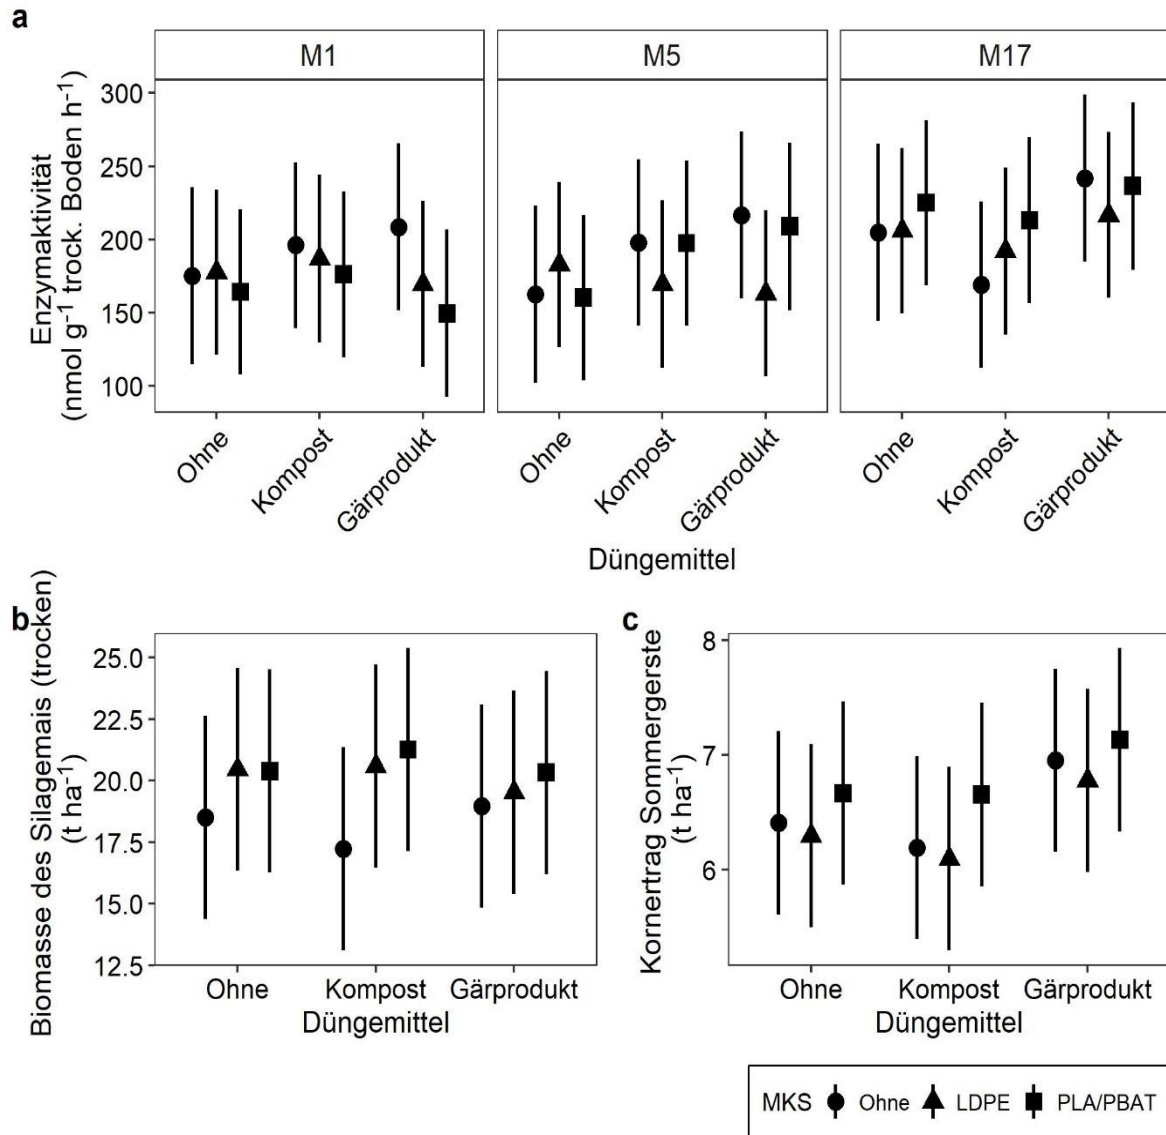 a
M1 M5 M17
Enzymaktivität
(nmol g⁻¹ trock. Boden h⁻¹)
300
250
200
150
100
Ohne Kompost Gärprodukt Ohne Kompost Gärprodukt Ohne Kompost Gärprodukt
Düngemittel
b
Biomasse des Silagemais (trocken)
(t ha⁻¹)
25.0
22.5
20.0
17.5
15.0
12.5
Ohne Kompost Gärprodukt
Düngemittel
c
Kornertrag Sommergerste
(t ha⁻¹)
8
7
6
Ohne Kompost Gärprodukt
Düngemittel
MKS Ohne LDPE PLA/PBAT